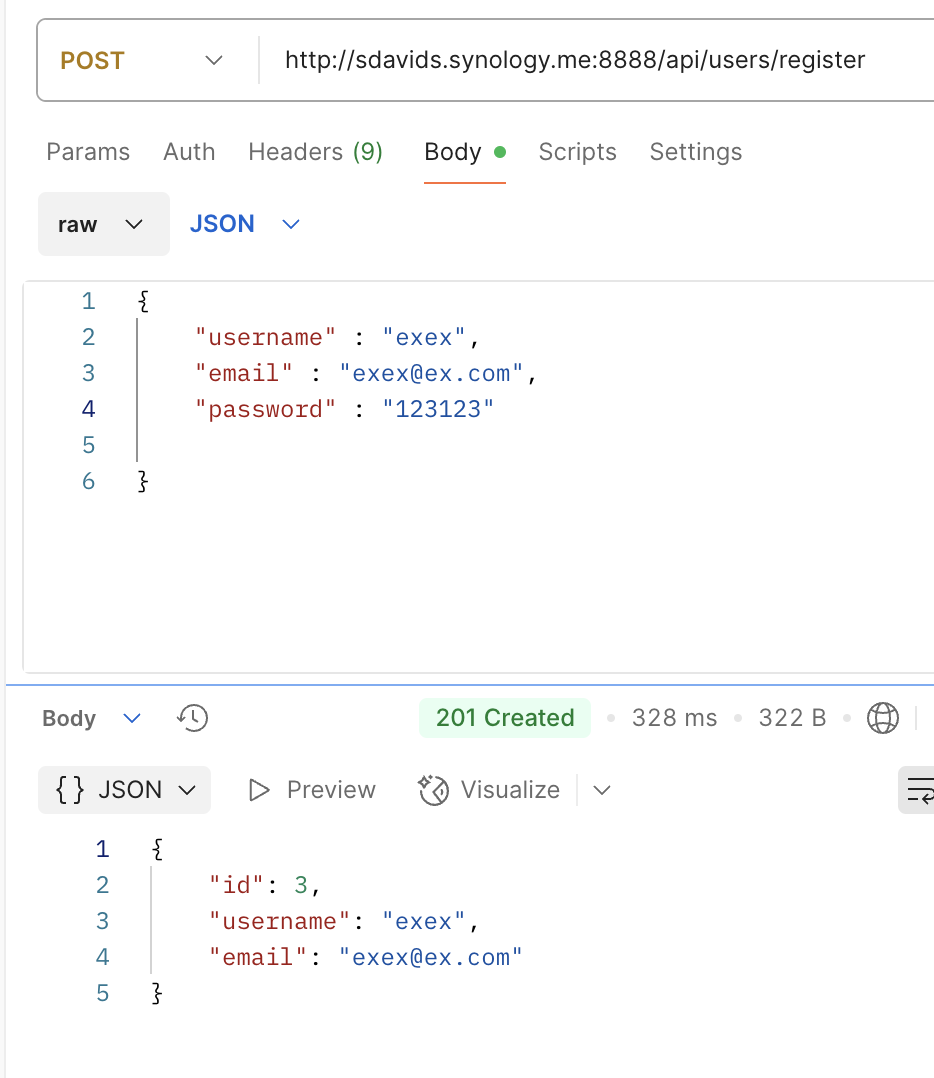 POST http://sdavids.synology.me:8888/api/users/register
Params Auth Headers (9) Body Scripts Settings
raw JSON
1 {
2 "username" : "exex",
3 "email" : "exex@ex.com",
4 "password" : "123123"
5
6 }
Body 201 Created • 328 ms • 322 B •
{ } JSON Preview Visualize
1 {
2 "id": 3,
3 "username": "exex",
4 "email": "exex@ex.com"
5 }